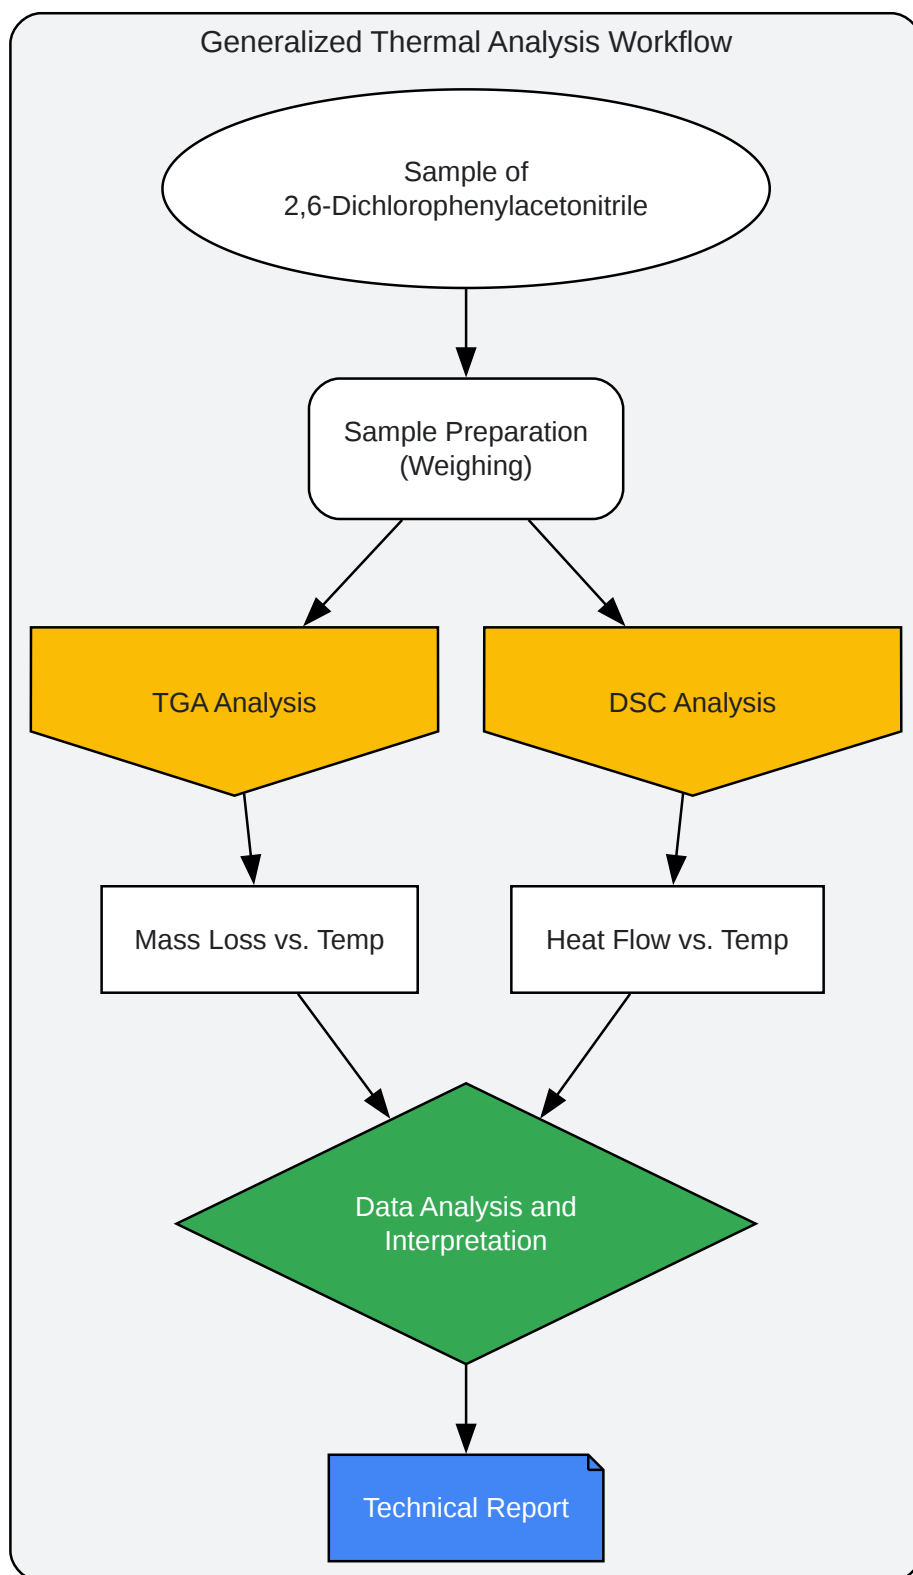 Generalized Thermal Analysis Workflow
Sample of
2,6-Dichlorophenylacetonitrile
Sample Preparation
(Weighing)
TGA Analysis
DSC Analysis
Mass Loss vs. Temp
Heat Flow vs. Temp
Data Analysis and
Interpretation
Technical Report